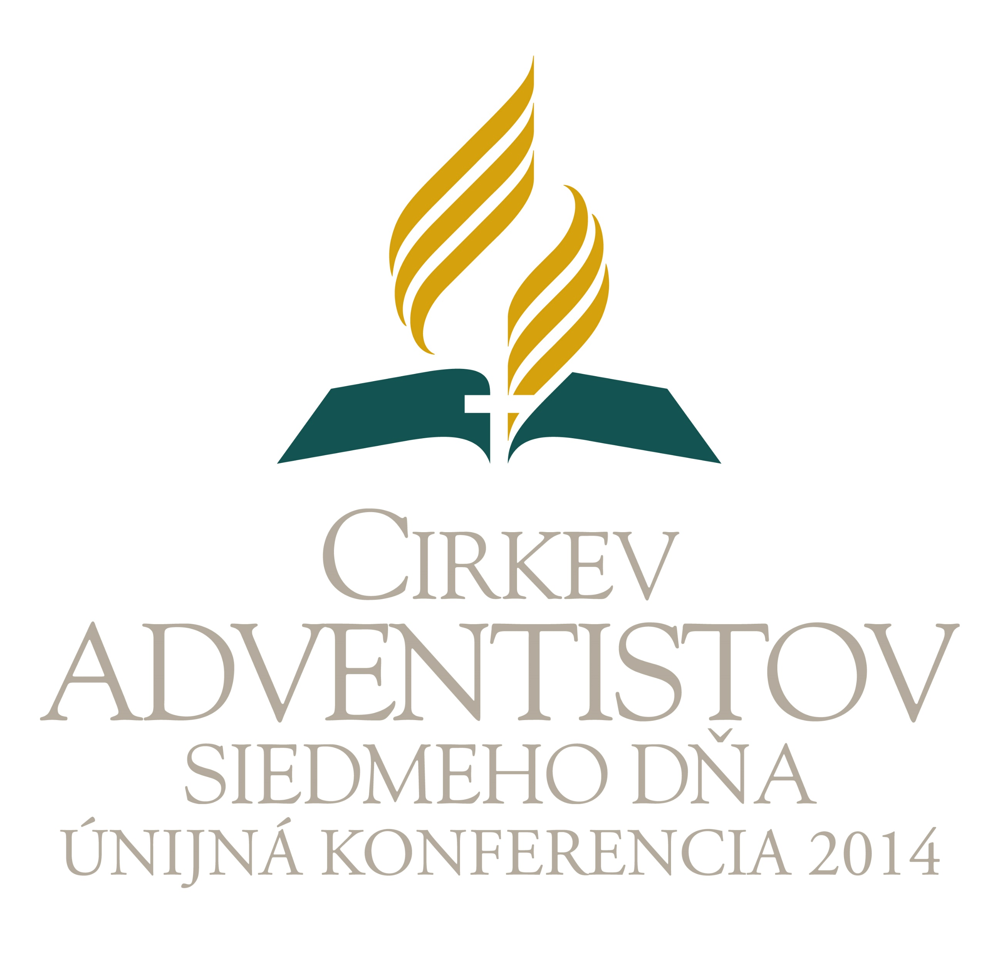 CIRKEV
ADVENTISTOV
SIEDMEHO DŇA
ÚNIJNÁ KONFERENCIA 2014